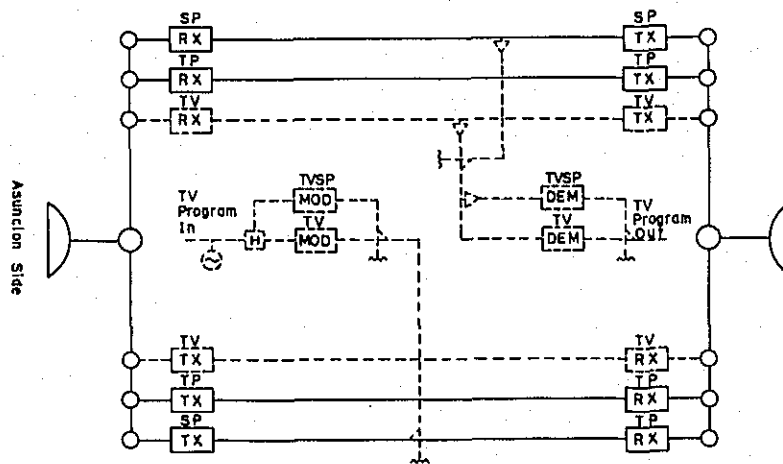 SP
RX
SP
TX
TP
RX
TP
TX
TV
RX
TV
TX
TVSP
MOD
TV
Program
In
TV
MOD
H
TVSP
DEM
TV
Program
Out
TV
DEM
Asuncion Side
TV
TX
TV
RX
TP
TX
TP
RX
SP
TX
TP
RX